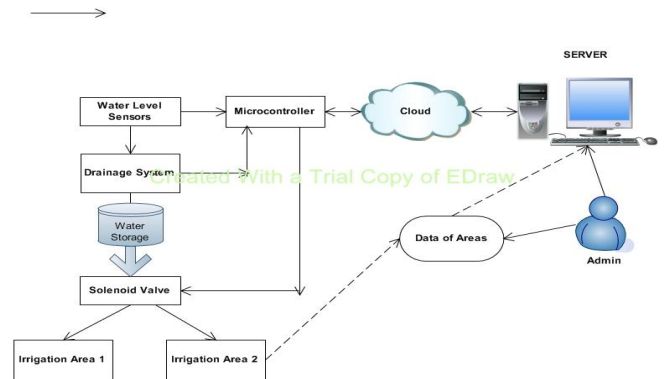 SERVER
Water Level
Sensors
Microcontroller
Cloud
Drainage System
Created With a Trial Copy of EDraw
Water
Storage
Data of Areas
Admin
Solenoid Valve
Irrigation Area 1
Irrigation Area 2